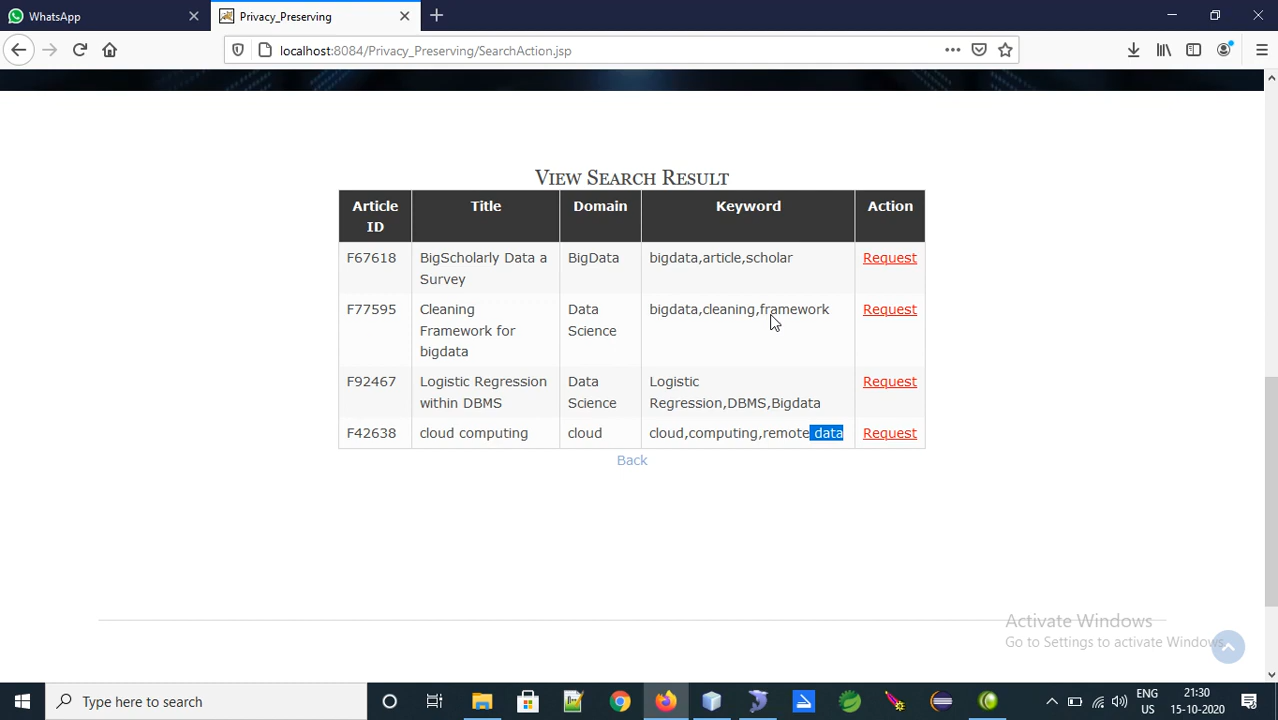 WhatsApp
Privacy_Preserving
localhost:8084/Privacy_Preserving/SearchAction.jsp
View Search Result
Article ID Title Domain Keyword Action
F67618 BigScholarly Data a Survey BigData bigdata,article,scholar Request
F77595 Cleaning Framework for bigdata Data Science bigdata,cleaning,framework Request
F92467 Logistic Regression within DBMS Data Science Logistic Regression,DBMS,Bigdata Request
F42638 cloud computing cloud cloud,computing,remote data Request
Back
Activate Windows
Go to Settings to activate Windows.
Type here to search
ENG
US
21:30
15-10-2020